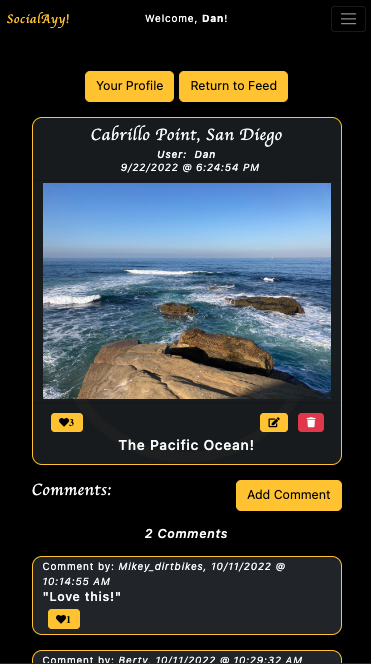 SocialAyy!
Welcome, Dan!
Your Profile
Return to Feed
Cabrillo Point, San Diego
User: Dan
9/22/2022 @ 6:24:54 PM
3
The Pacific Ocean!
Comments:
Add Comment
2 Comments
Comment by: Mikey_dirtbikes, 10/11/2022 @
10:14:55 AM
"Love this!"
1
Comment by: Berty, 10/11/2022 @ 10:29:32 AM